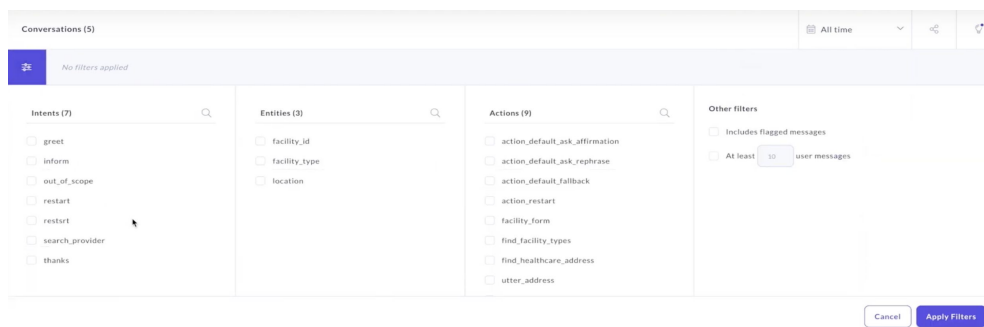 Conversations (5)
All time
No filters applied
Intents (7)
greet
inform
out_of_scope
restart
restsrt
search_provider
thanks
Entities (3)
facility_id
facility_type
location
Actions (9)
action_default_ask_affirmation
action_default_ask_rephrase
action_default_fallback
action_restart
facility_form
find_facility_types
find_healthcare_address
utter_address
Other filters
Includes flagged messages
At least 10 user messages
Cancel
Apply Filters